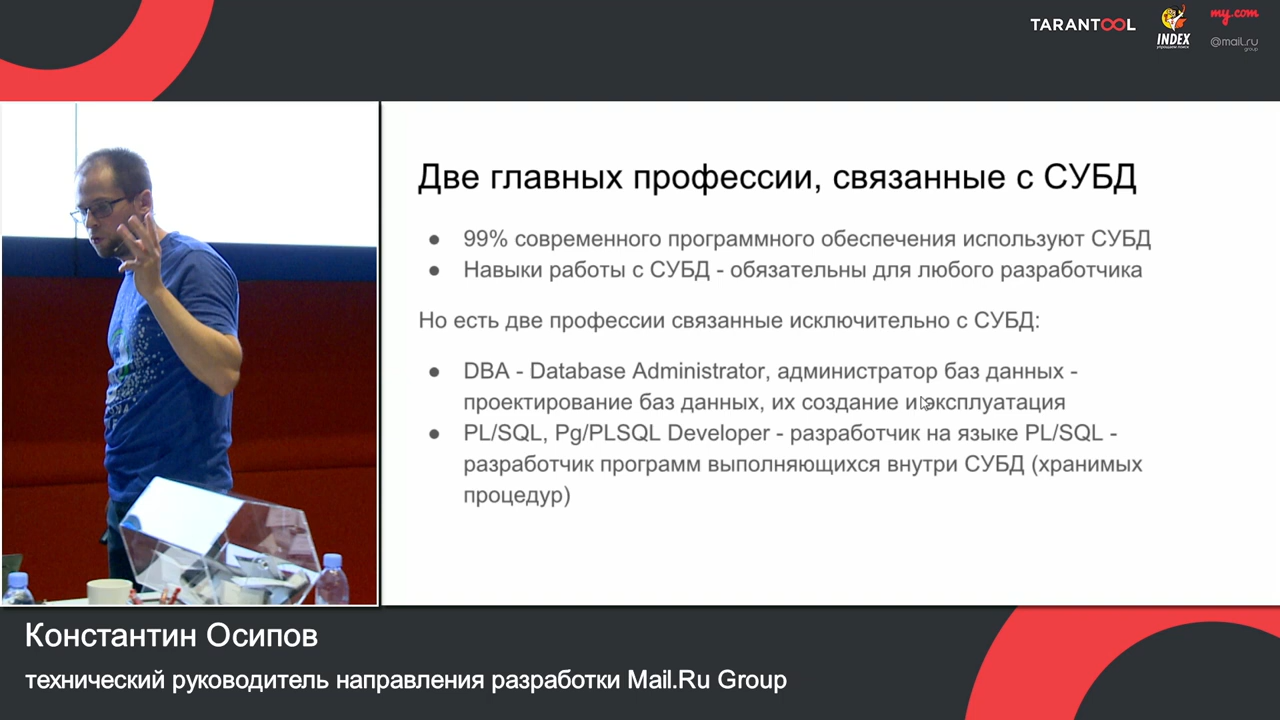 TARANTOOL
INDEX
упрощаем поиск
my.com
@mail.ru
group
Две главных профессии, связанные с СУБД
● 99% современного программного обеспечения используют СУБД
● Навыки работы с СУБД - обязательны для любого разработчика
Но есть две профессии связанные исключительно с СУБД:
● DBA - Database Administrator, администратор баз данных -
проектирование баз данных, их создание и эксплуатация
● PL/SQL, Pg/PLSQL Developer - разработчик на языке PL/SQL -
разработчик программ выполняющихся внутри СУБД (хранимых
процедур)
Константин Осипов
технический руководитель направления разработки Mail.Ru Group